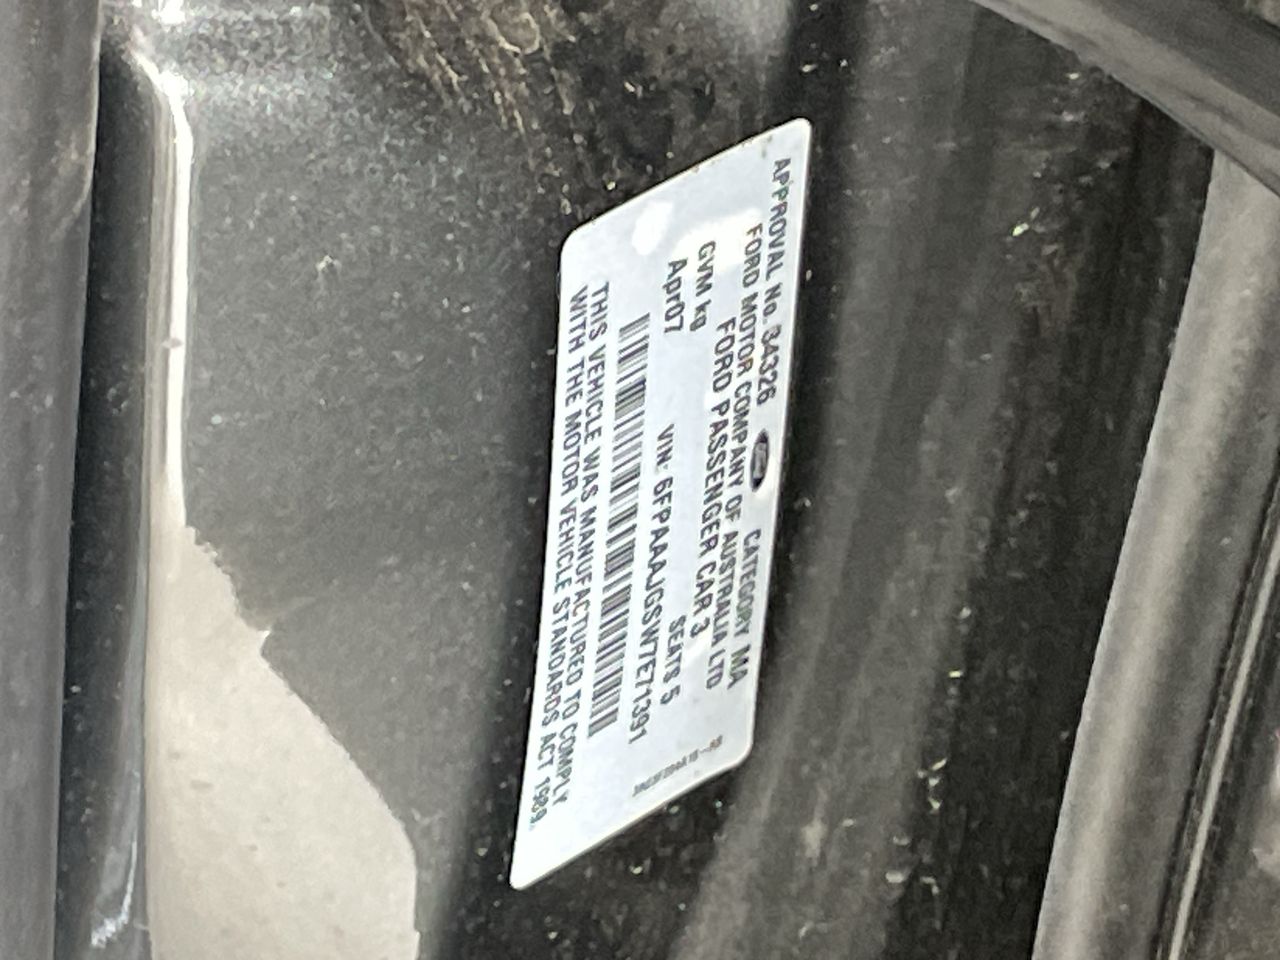 APPROVAL No. 34326 Ford CATEGORY MA
FORD MOTOR COMPANY OF AUSTRALIA LTD
FORD PASSENGER CAR 3
GVM kg SEATS 5
Apr07 VIN: 6FPAAAJGSW7E71391
THIS VEHICLE WAS MANUFACTURED TO COMPLY
WITH THE MOTOR VEHICLE STANDARDS ACT 1989.